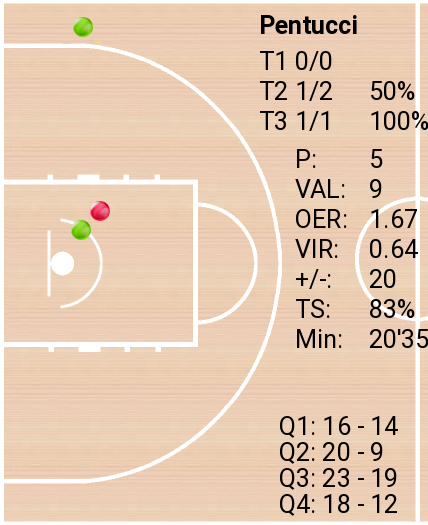 Pentucci
T1 0/0
T2 1/2 50%
T3 1/1 100%
P: 5
VAL: 9
OER: 1.67
VIR: 0.64
+/-: 20
TS: 83%
Min: 20'35
Q1: 16 - 14
Q2: 20 - 9
Q3: 23 - 19
Q4: 18 - 12